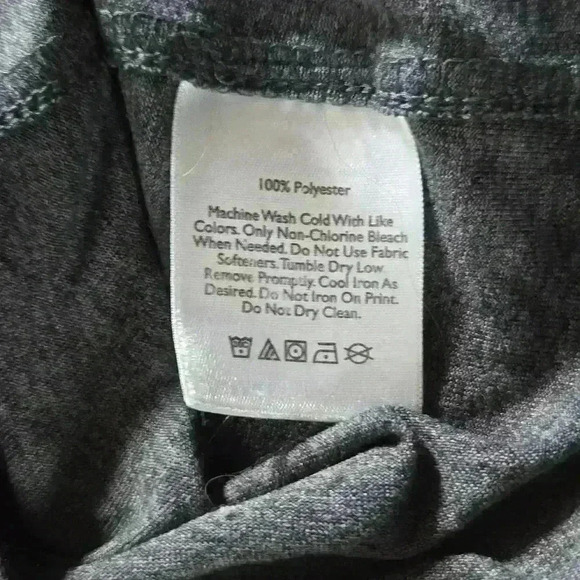 100% Polyester
Machine Wash Cold With Like
Colors. Only Non-Chlorine Bleach
When Needed. Do Not Use Fabric
Softeners. Tumble Dry Low
Remove Promptly. Cool Iron As
Desired. Do Not Iron On Print.
Do Not Dry Clean.